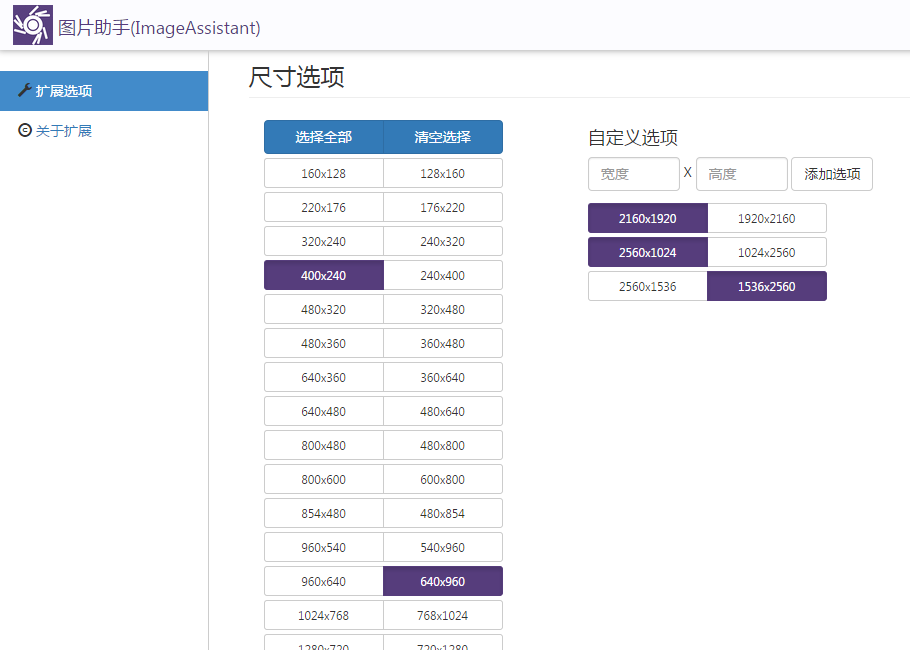 图片助手(ImageAssistant)
扩展选项
关于扩展
尺寸选项
选择全部 清空选择
160x128 128x160
220x176 176x220
320x240 240x320
400x240 240x400
480x320 320x480
480x360 360x480
640x360 360x640
640x480 480x640
800x480 480x800
800x600 600x800
854x480 480x854
960x540 540x960
960x640 640x960
1024x768 768x1024
1280x720 720x1280
自定义选项
宽度 X 高度 添加选项
2160x1920 1920x2160
2560x1024 1024x2560
2560x1536 1536x2560